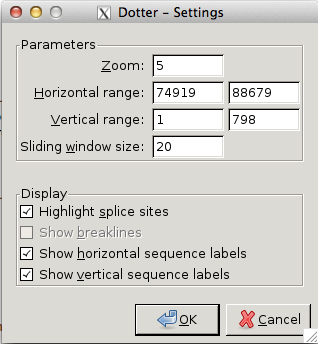 Dotter - Settings
Parameters
Zoom: 5
Horizontal range: 74919 88679
Vertical range: 1 798
Sliding window size: 20
Display
Highlight splice sites
Show breaklines
Show horizontal sequence labels
Show vertical sequence labels
OK Cancel